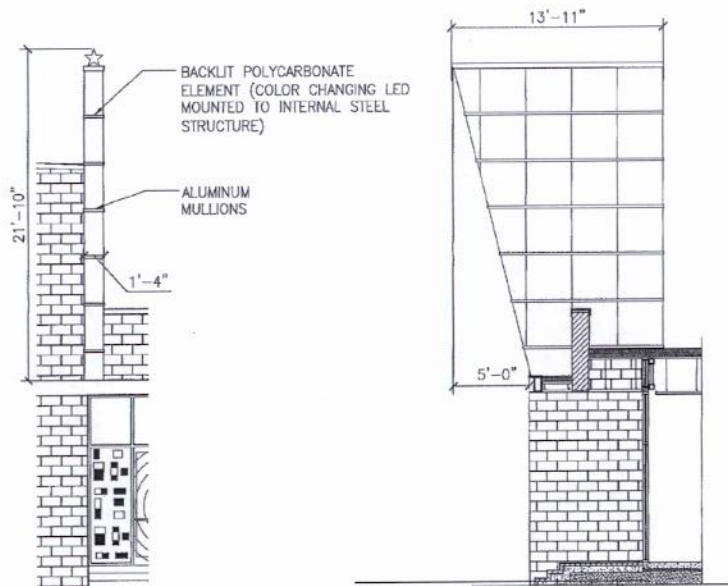 13'-11"
BACKLIT POLYCARBONATE
ELEMENT (COLOR CHANGING LED
MOUNTED TO INTERNAL STEEL
STRUCTURE)
21'-10"
ALUMINUM
MULLIONS
1'-4"
5'-0"